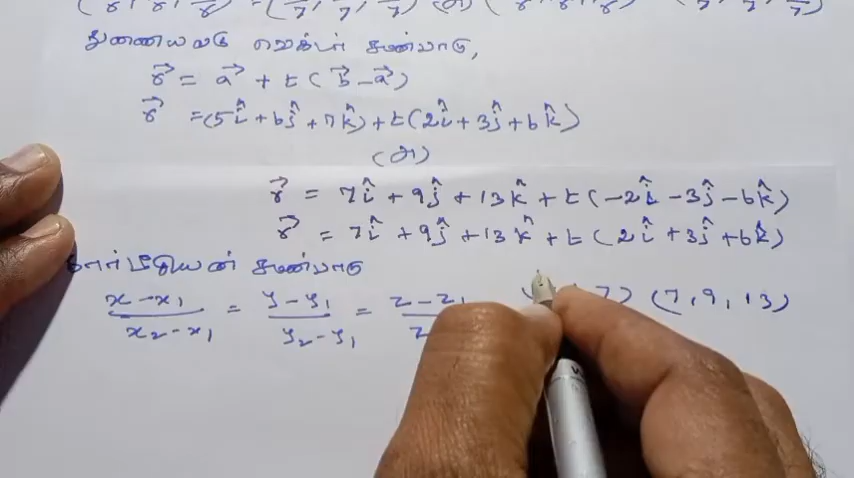 துணையலகு வெக்டர் சமன்பாடு,
r⃗ = a⃗ + t(b⃗ – a⃗)
r⃗ = (5î + 6ĵ + 7k̂) + t(2î + 3ĵ + 6k̂)
(அ)
r⃗ = 7î + 9ĵ + 13k̂ + t(–2î – 3ĵ – 6k̂)
r⃗ = 7î + 9ĵ + 13k̂ + t(2î + 3ĵ + 6k̂)
கார்டீசியன் சமன்பாடு
(x – x₁)/(x₂ – x₁) = (y – y₁)/(y₂ – y₁) = (z – z₁)/ , 7) (7, 9, 13)